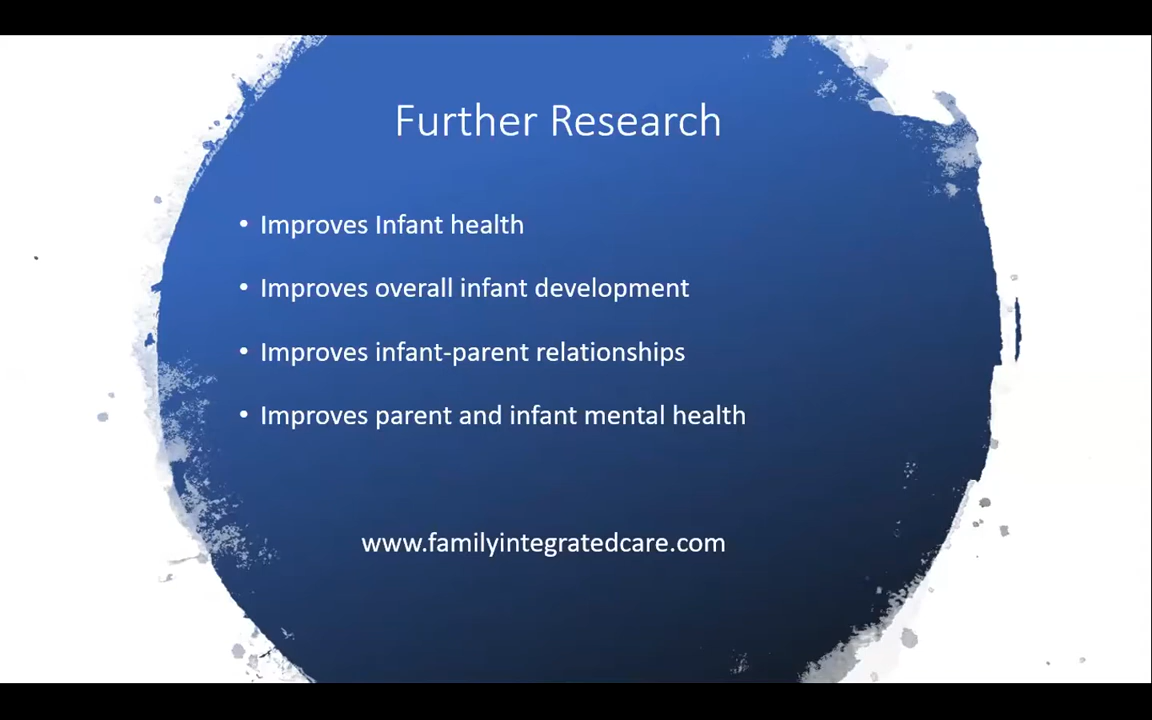 Further Research
• Improves Infant health
• Improves overall infant development
• Improves infant-parent relationships
• Improves parent and infant mental health
www.familyintegratedcare.com